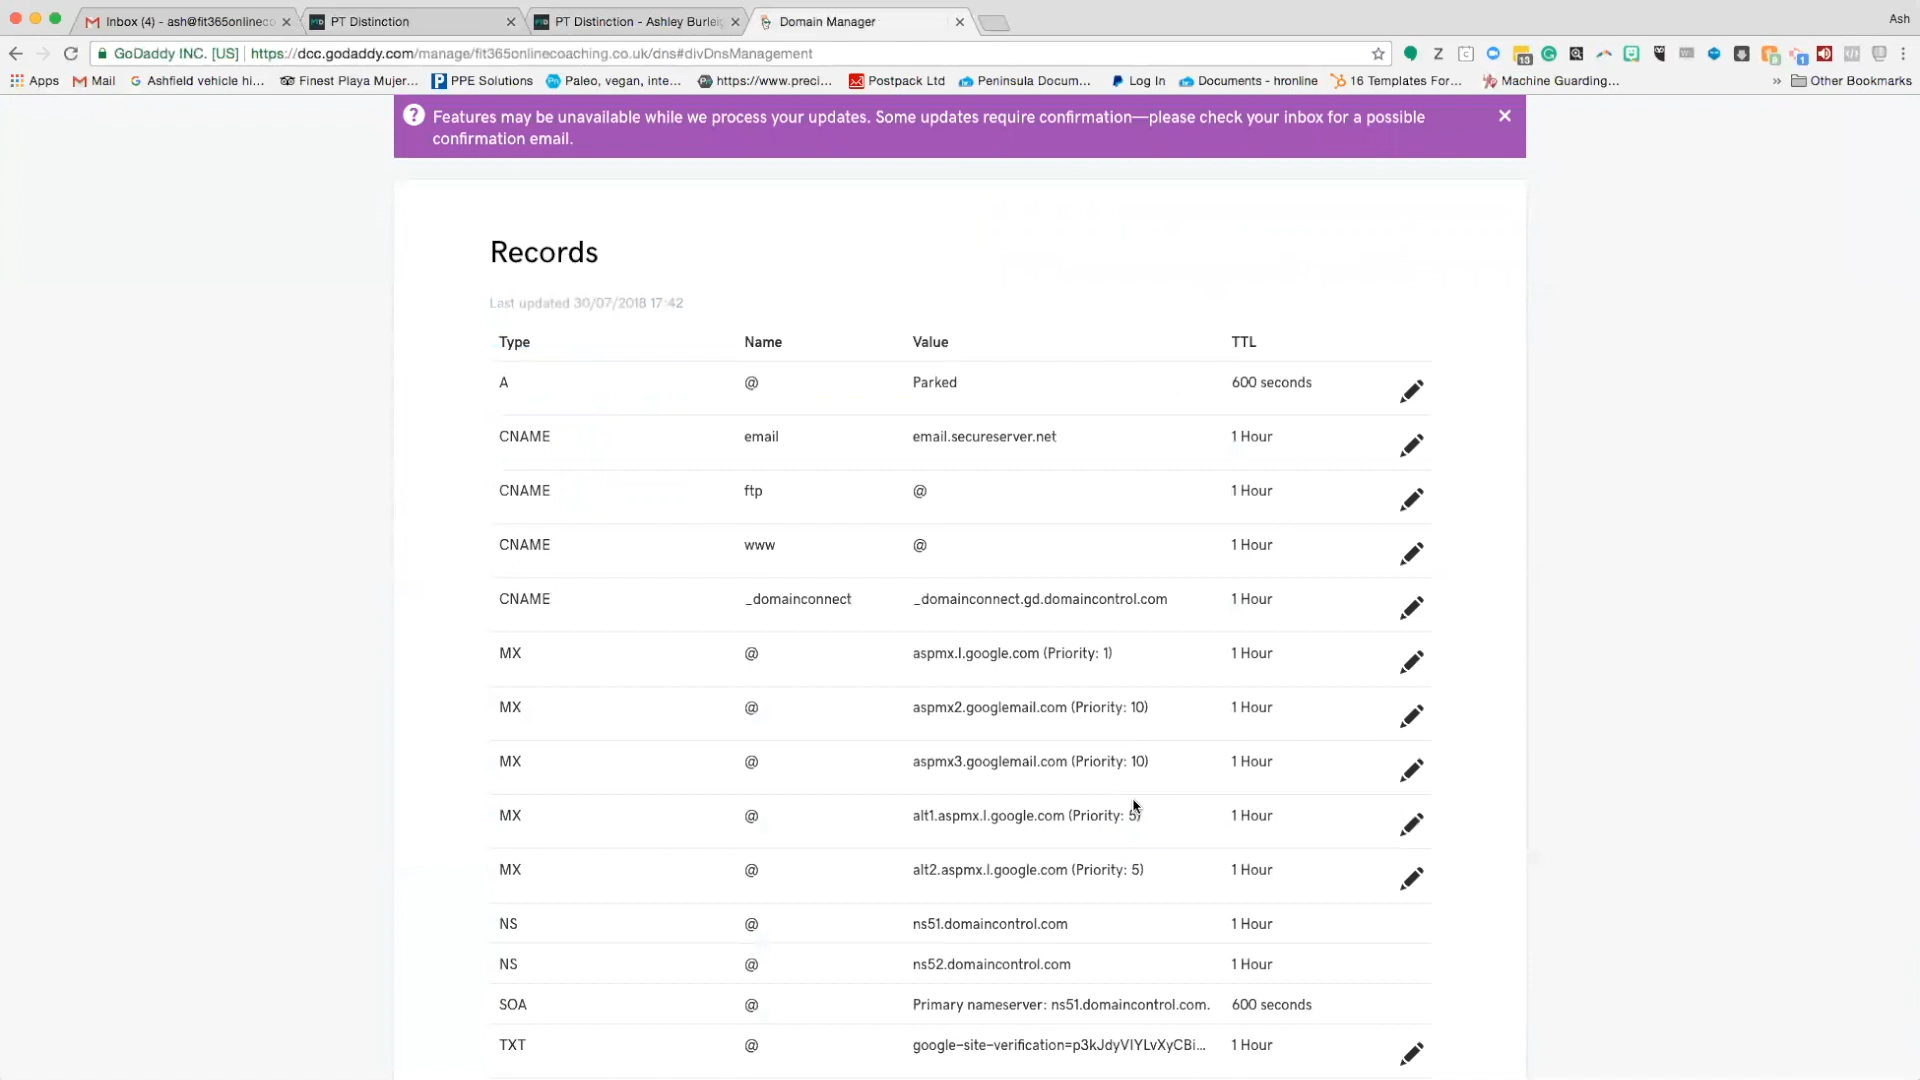 Inbox (4) - ash@fit365onlinec
PT Distinction
PT Distinction - Ashley Burlei
Domain Manager
Ash
GoDaddy INC. [US]
https://dcc.godaddy.com/manage/fit365onlinecoaching.co.uk/dns#divDnsManagement
Apps
Mail
Ashfield vehicle hi...
Finest Playa Mujer...
PPE Solutions
Paleo, vegan, inte...
https://www.preci...
Postpack Ltd
Peninsula Docum...
Log In
Documents - hronline
16 Templates For...
Machine Guarding...
» Other Bookmarks
Features may be unavailable while we process your updates. Some updates require confirmation—please check your inbox for a possible
confirmation email.
Records
Last updated 30/07/2018 17:42
Type Name Value TTL
A @ Parked 600 seconds
CNAME email email.secureserver.net 1 Hour
CNAME ftp @ 1 Hour
CNAME www @ 1 Hour
CNAME _domainconnect _domainconnect.gd.domaincontrol.com 1 Hour
MX @ aspmx.l.google.com (Priority: 1) 1 Hour
MX @ aspmx2.googlemail.com (Priority: 10) 1 Hour
MX @ aspmx3.googlemail.com (Priority: 10) 1 Hour
MX @ alt1.aspmx.l.google.com (Priority: 5) 1 Hour
MX @ alt2.aspmx.l.google.com (Priority: 5) 1 Hour
NS @ ns51.domaincontrol.com 1 Hour
NS @ ns52.domaincontrol.com 1 Hour
SOA @ Primary nameserver: ns51.domaincontrol.com. 600 seconds
TXT @ google-site-verification=p3kJdyVIYLvXyCBi... 1 Hour